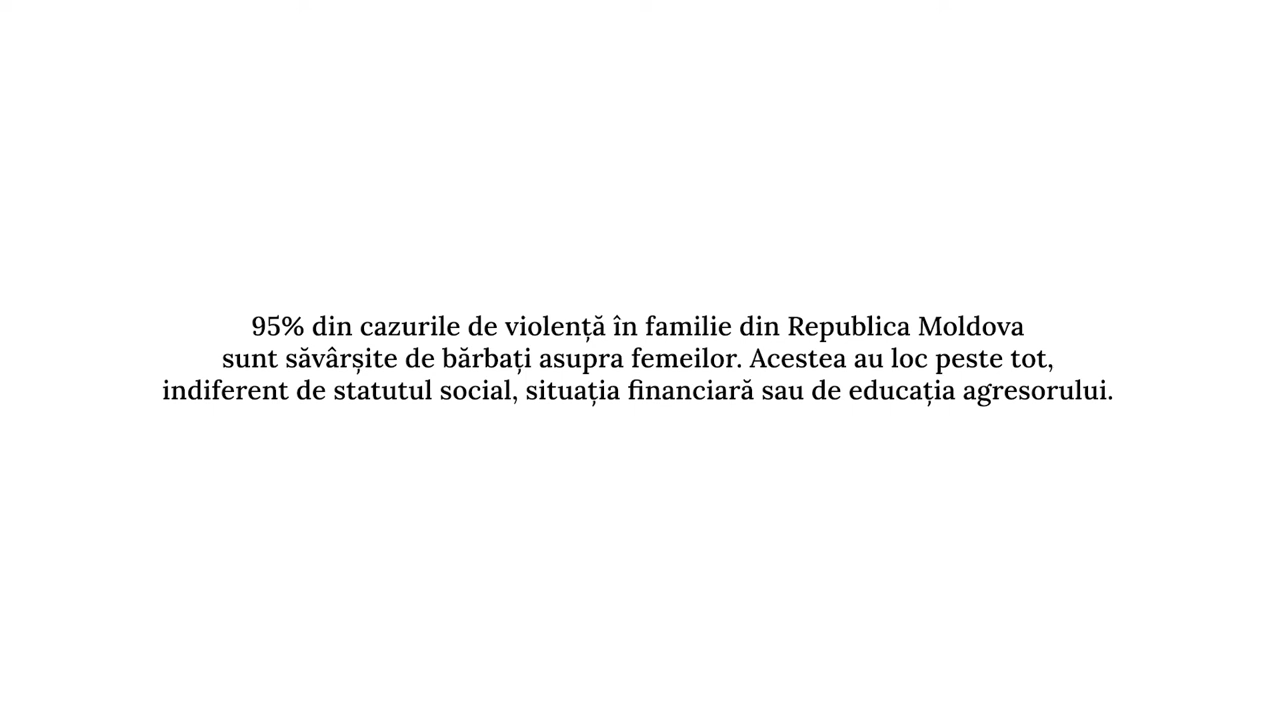 95% din cazurile de violență în familie din Republica Moldova
sunt săvârșite de bărbați asupra femeilor. Acestea au loc peste tot,
indiferent de statutul social, situația financiară sau de educația agresorului.